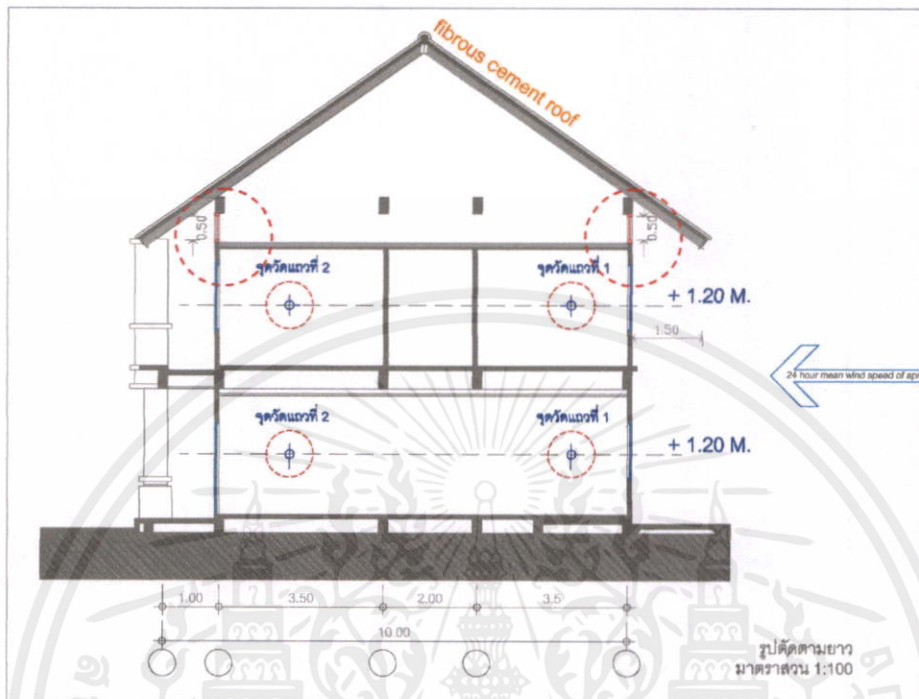 fibrous cement roof
0.50
0.50
จุดวัดแถวที่ 2
จุดวัดแถวที่ 1
+ 1.20 M.
1.50
24 hour mean wind speed of apr
จุดวัดแถวที่ 2
จุดวัดแถวที่ 1
+ 1.20 M.
1.00
3.50
2.00
3.5
10.00
รูปตัดตามยาว
มาตราส่วน 1:100